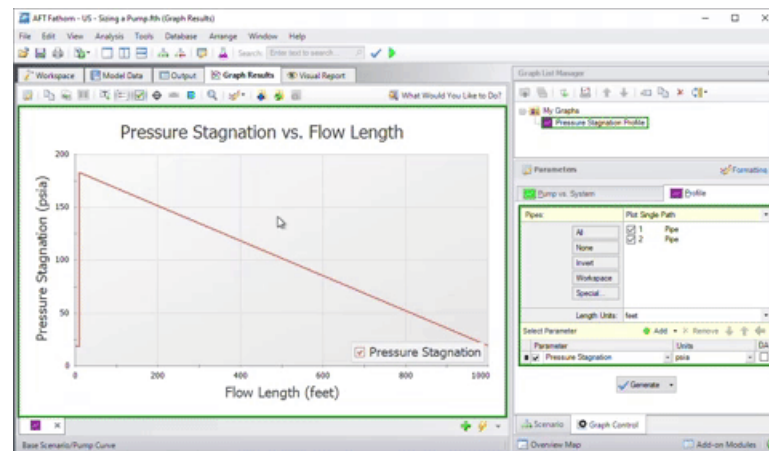 AFT Fathom - US - Sizing a Pump.fth (Graph Results)
File Edit View Analysis Tools Database Arrange Window Help
Search: Enter text to search...
Workspace Model Data Output Graph Results Visual Report
What Would You Like to Do?
Pressure Stagnation vs. Flow Length
Pressure Stagnation (psia)
200
150
100
50
0
0 200 400 600 800 1000
Pressure Stagnation
Flow Length (feet)
Base Scenario/Pump Curve
Graph List Manager
My Graphs
Pressure Stagnation Profile
Parameters Formatting
Pump vs. System Profile
Pipes: Plot Single Path
All
None
Invert
Workspace
Special...
1 Pipe
2 Pipe
Length Units: feet
Select Parameter Add Remove
Parameter Units DA
Pressure Stagnation psia
Generate
Scenario Graph Control
Overview Map Add-on Modules